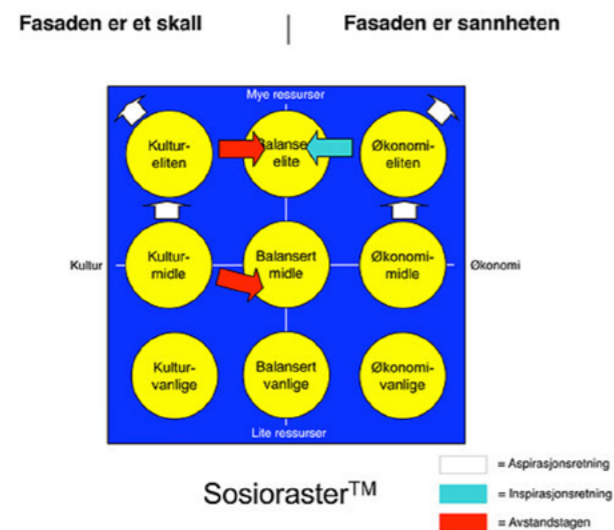 Fasaden er et skall
Fasaden er sannheten
Mye ressurser
Kultur-
eliten
Balanse
elite
Økonomi-
eliten
Kultur
Kultur-
midle
Balansert
midle
Økonomi-
midle
Økonomi
Kultur-
vanlige
Balansert
vanlige
Økonomi-
vanlige
Lite ressurser
Sosioraster™
= Aspirasjonsretning
= Inspirasjonsretning
= Avstandstagen